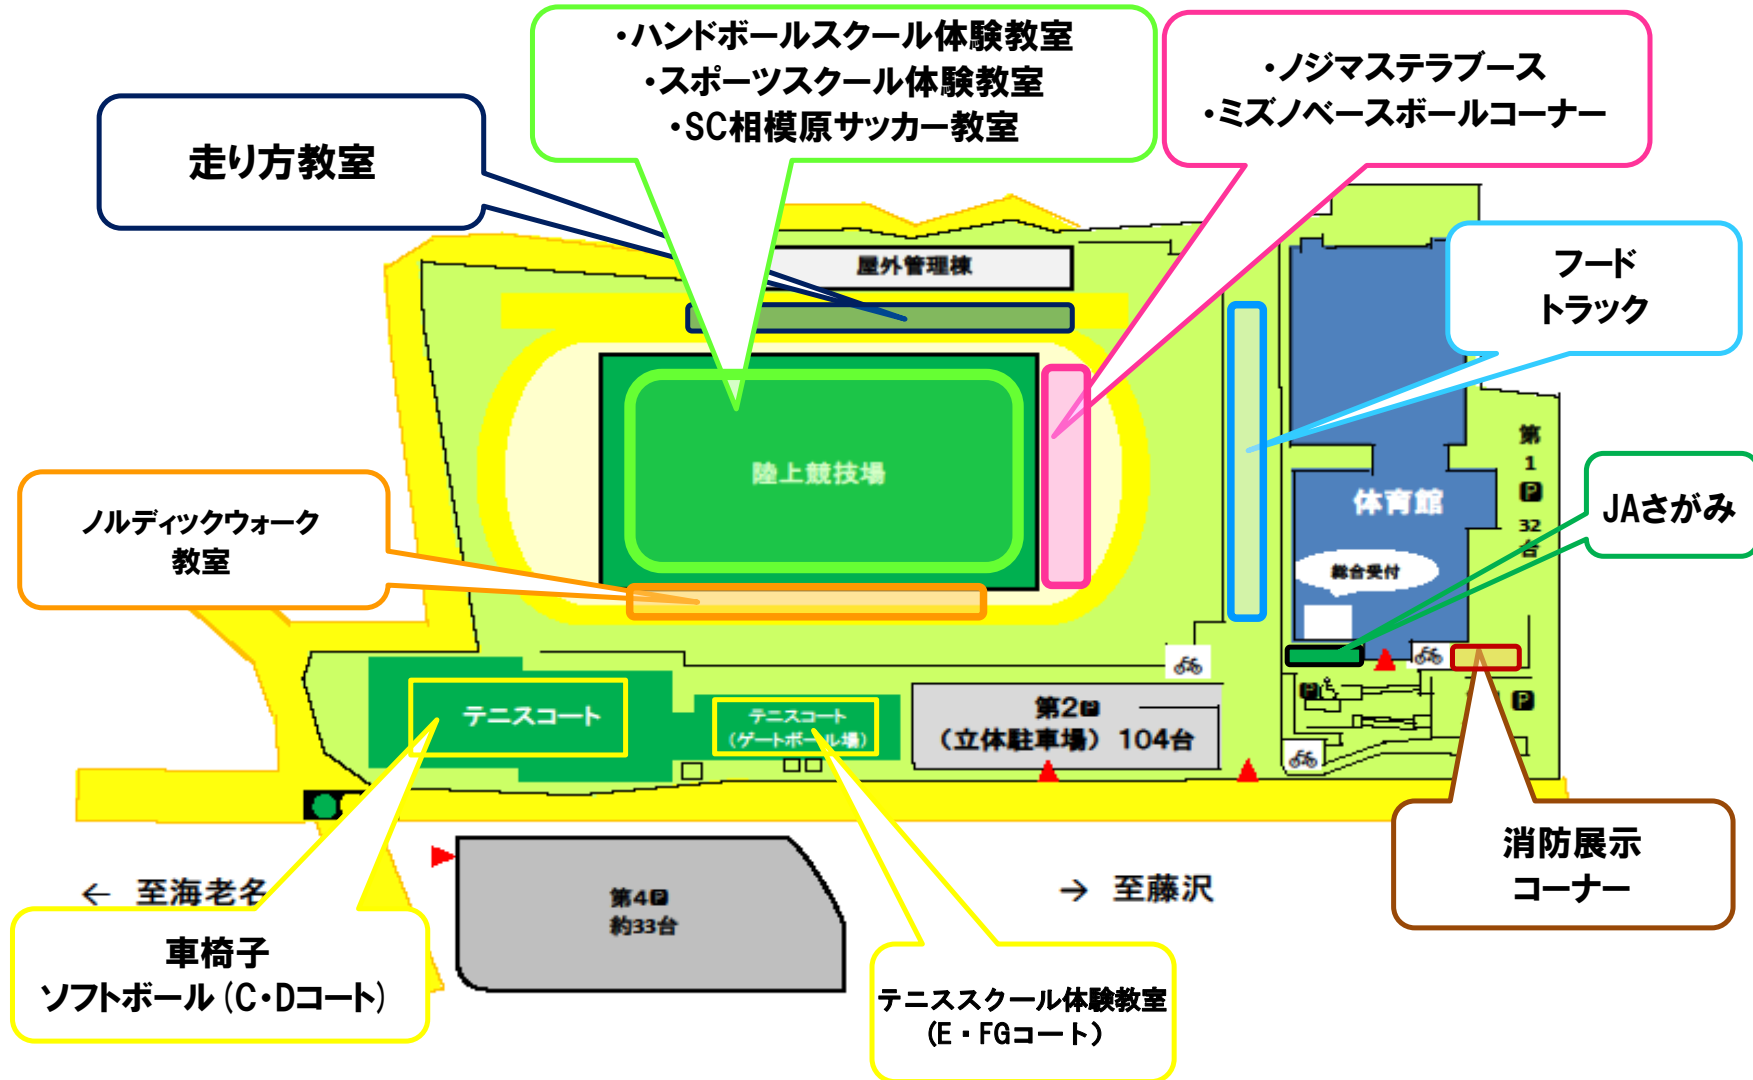 ・ハンドボールスクール体験教室
・スポーツスクール体験教室
・SC相模原サッカー教室
・ノジマステラブース
・ミズノベースボールコーナー
走り方教室
屋外管理棟
フード
トラック
陸上競技場
第
1
P
32
台
体育館
JAさがみ
総合受付
ノルディックウォーク
教室
テニスコート
テニスコート
(ゲートボール場)
第2P
(立体駐車場) 104台
P
P
消防展示
コーナー
← 至海老名
第4P
約33台
→ 至藤沢
車椅子
ソフトボール(C・Dコート)
テニススクール体験教室
(E・FGコート)